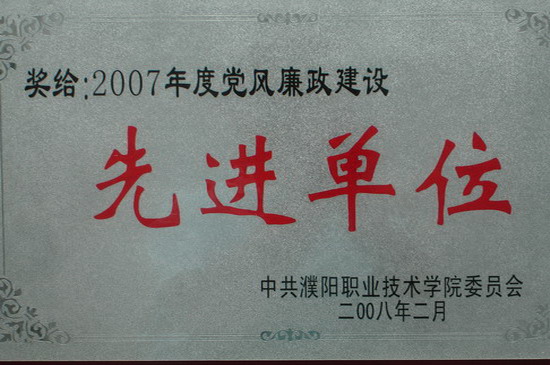 奖给:2007年度党风廉政建设
先进单位
中共濮阳职业技术学院委员会
二00八年二月